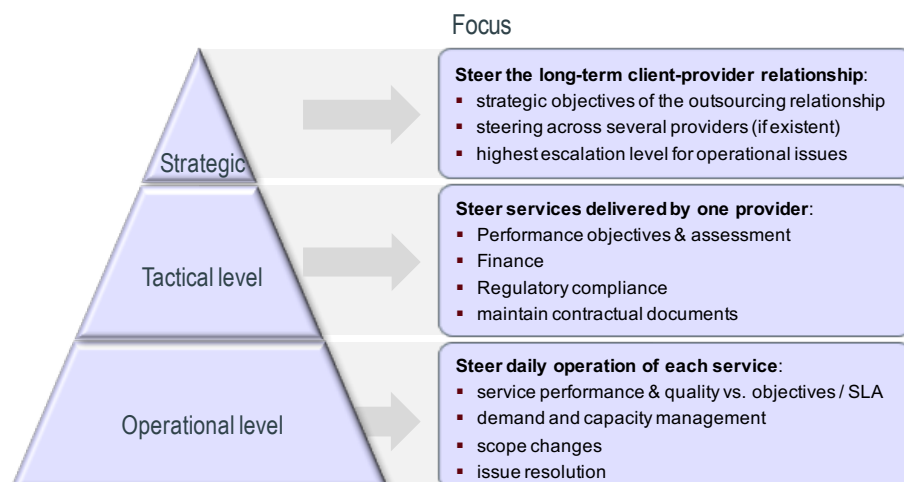 Focus
Strategic
Steer the long-term client-provider relationship:
▪ strategic objectives of the outsourcing relationship
▪ steering across several providers (if existent)
▪ highest escalation level for operational issues
Tactical level
Steer services delivered by one provider:
▪ Performance objectives & assessment
▪ Finance
▪ Regulatory compliance
▪ maintain contractual documents
Operational level
Steer daily operation of each service:
▪ service performance & quality vs. objectives / SLA
▪ demand and capacity management
▪ scope changes
▪ issue resolution